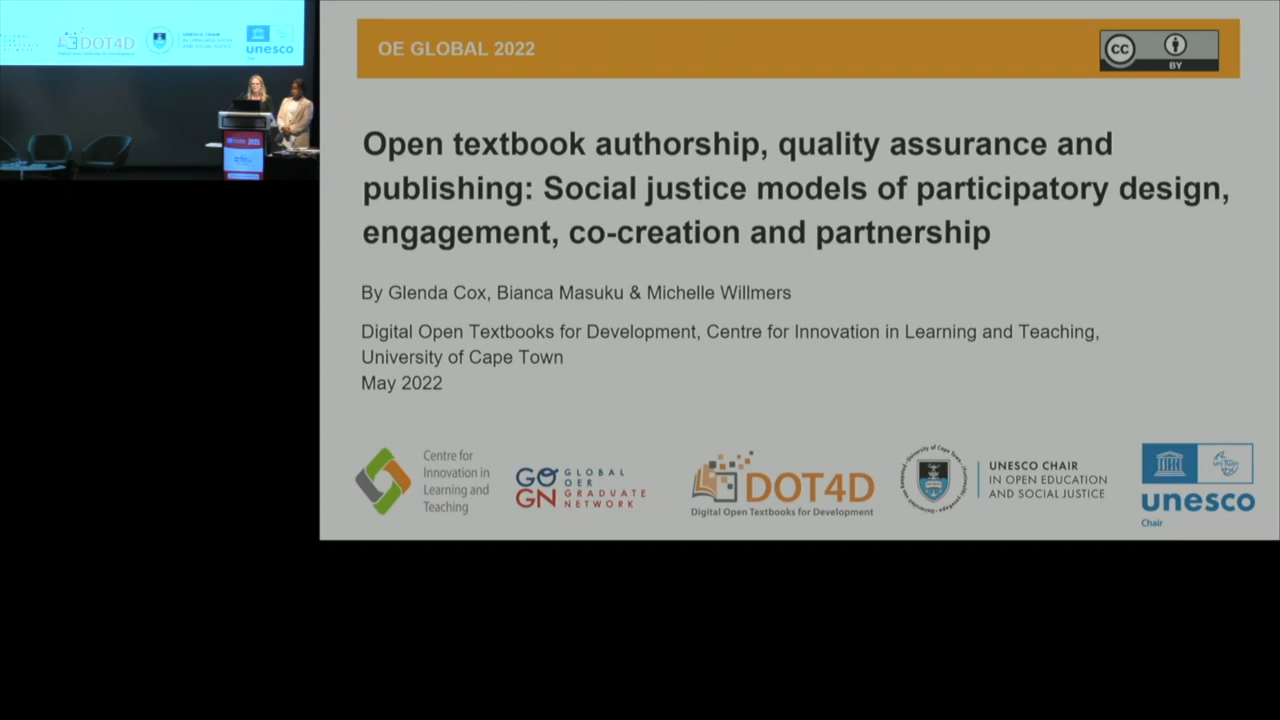 DOT4D
UNESCO CHAIR
unesco
OE GLOBAL 2022
cc
BY
Open textbook authorship, quality assurance and
publishing: Social justice models of participatory design,
engagement, co-creation and partnership
By Glenda Cox, Bianca Masuku & Michelle Willmers
Digital Open Textbooks for Development, Centre for Innovation in Learning and Teaching,
University of Cape Town
May 2022
Centre for
Innovation in
Learning and
Teaching
GO
GN
GLOBAL
OER
GRADUATE
NETWORK
DOT4D
Digital Open Textbooks for Development
UNESCO CHAIR
IN OPEN EDUCATION
AND SOCIAL JUSTICE
unesco
Chair